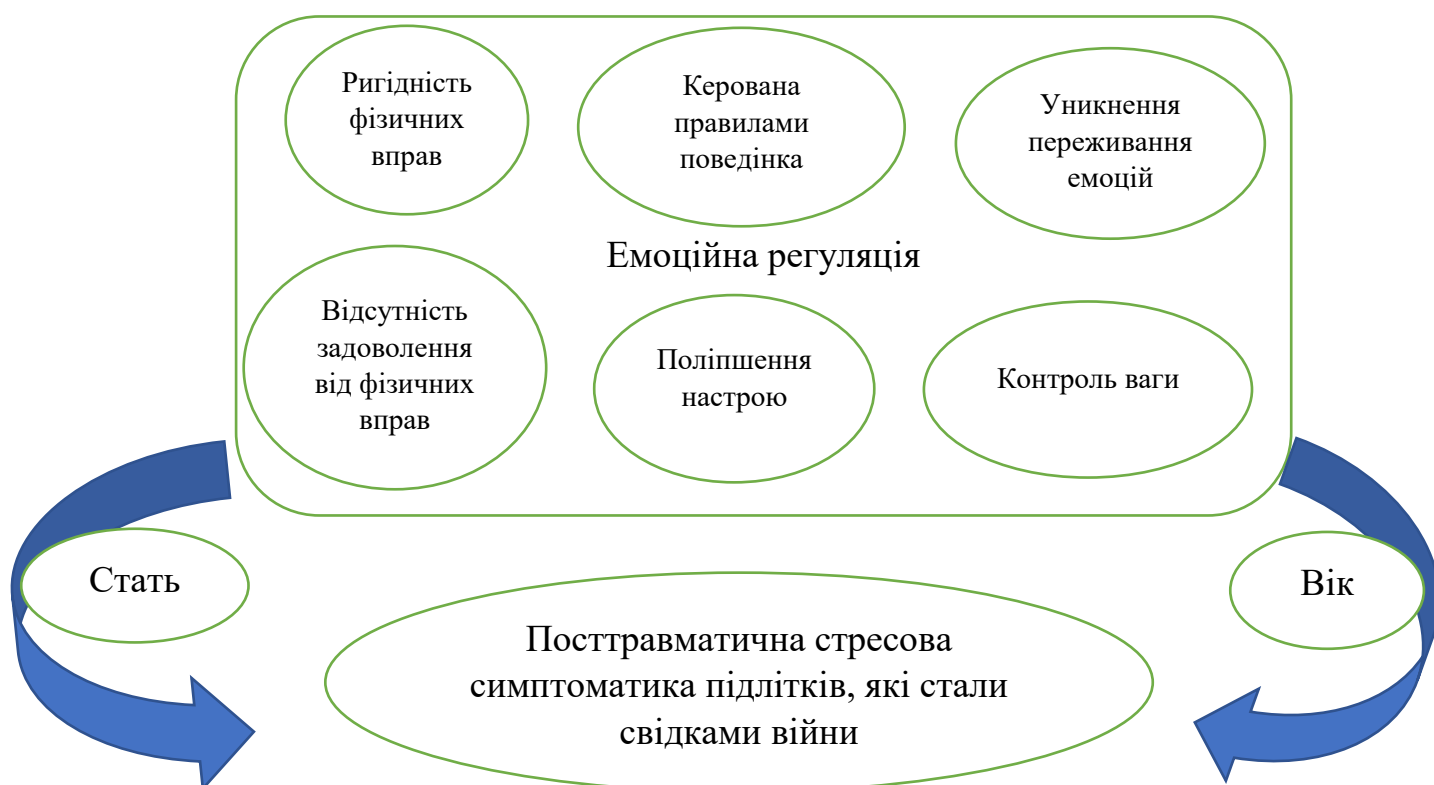 Ригідність
фізичних
вправ
Керована
правилами
поведінка
Уникнення
переживання
емоцій
Емоційна регуляція
Відсутність
задоволення
від фізичних
вправ
Поліпшення
настрою
Контроль ваги
Стать
Вік
Посттравматична стресова
симптоматика підлітків, які стали
свідками війни